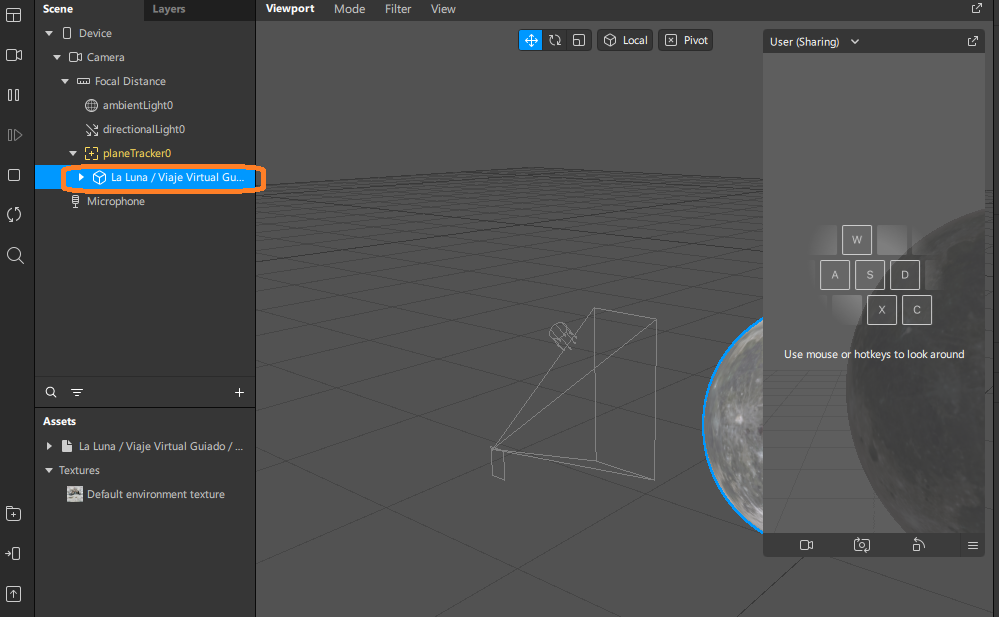 Scene
Layers
Viewport Mode Filter View
Device
Camera
Focal Distance
ambientLight0
directionalLight0
planeTracker0
La Luna / Viaje Virtual Gu...
Microphone
Local
Pivot
User (Sharing)
W
A S D
X C
Use mouse or hotkeys to look around
Assets
La Luna / Viaje Virtual Guiado / ...
Textures
Default environment texture